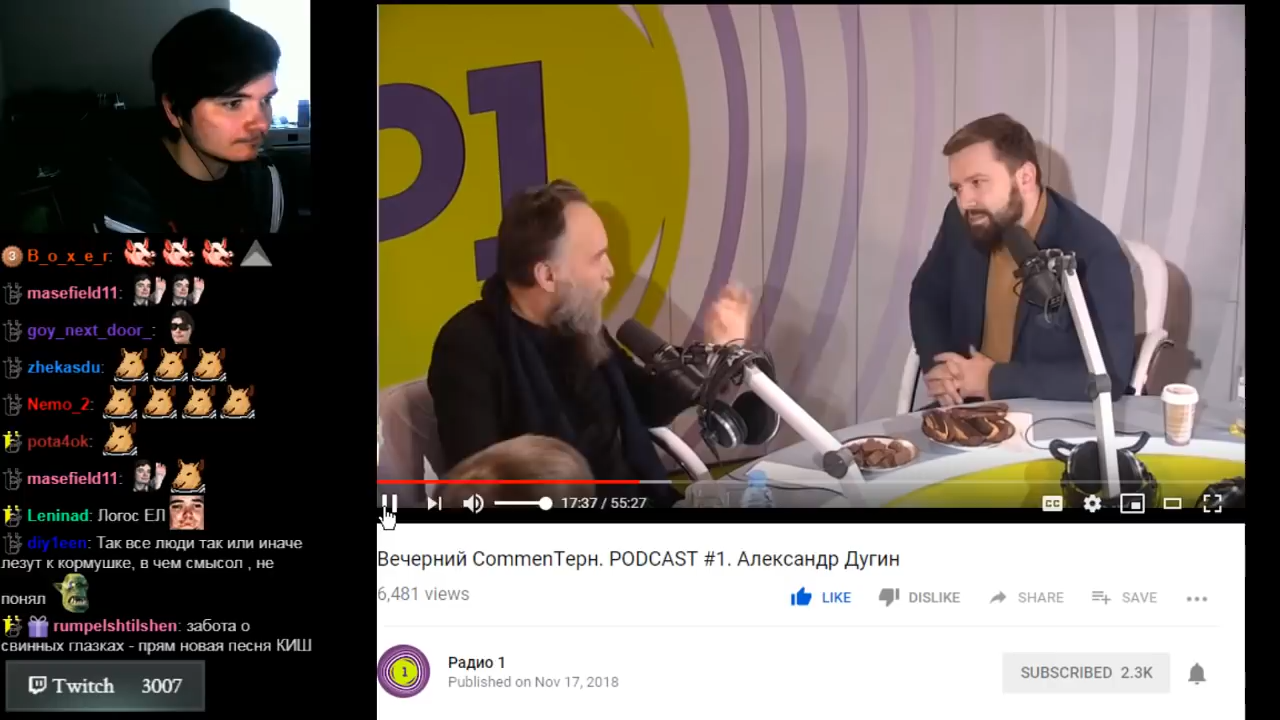 P1
B_o_x_e_r:
masefield11:
goy_next_door_:
zhekasdu:
Nemo_2:
pota4ok:
masefield11:
Leninad: Логос ЕЛ
diy1een: Так все люди так или иначе
лезут к кормушке, в чем смысол , не
понял
rumpelshtilshen: забота о
свинных глазках - прям новая песня КИШ
Twitch 3007
17:37 / 55:27
CC
Вечерний CommenТерн. PODCAST #1. Александр Дугин
6,481 views
LIKE DISLIKE SHARE SAVE
1
Радио 1
Published on Nov 17, 2018
SUBSCRIBED 2.3K